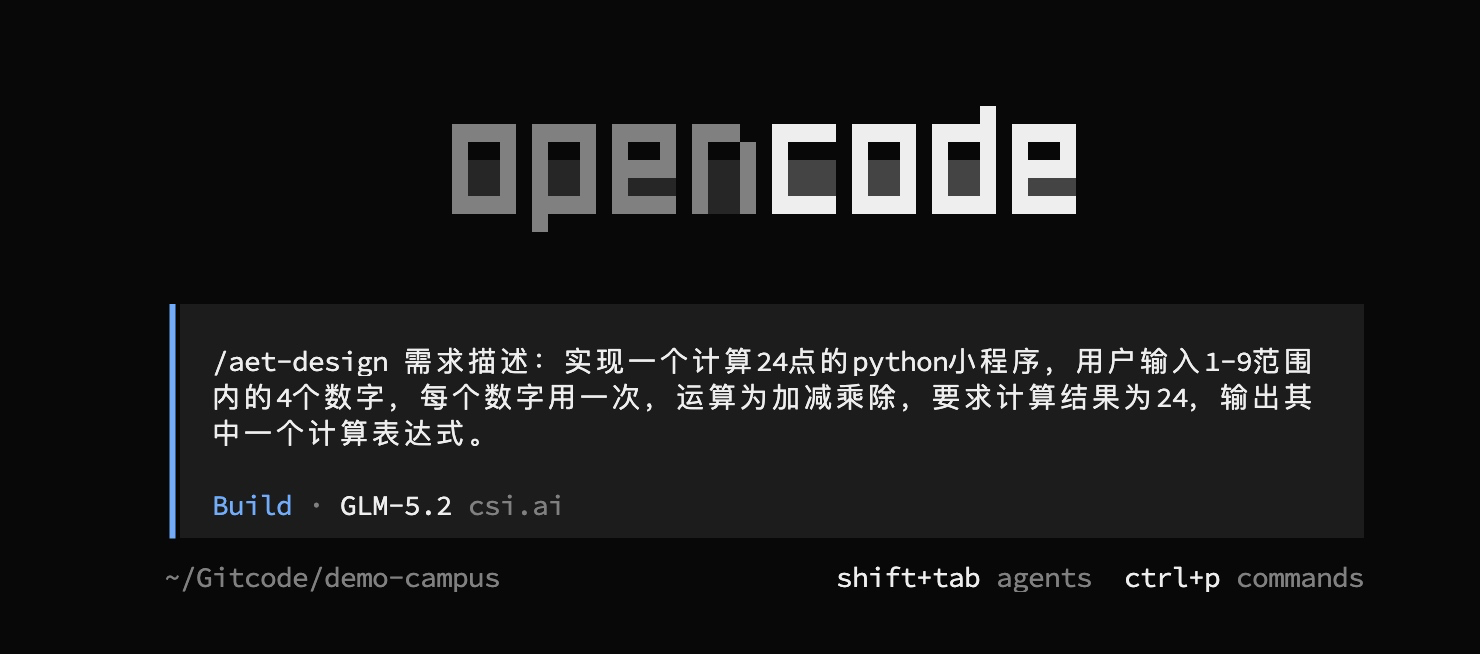 opencode
/aet-design 需求描述：实现一个计算24点的python小程序，用户输入1-9范围
内的4个数字，每个数字用一次，运算为加减乘除，要求计算结果为24，输出其
中一个计算表达式。
Build · GLM-5.2 csi.ai
~/Gitcode/demo-campus shift+tab agents ctrl+p commands